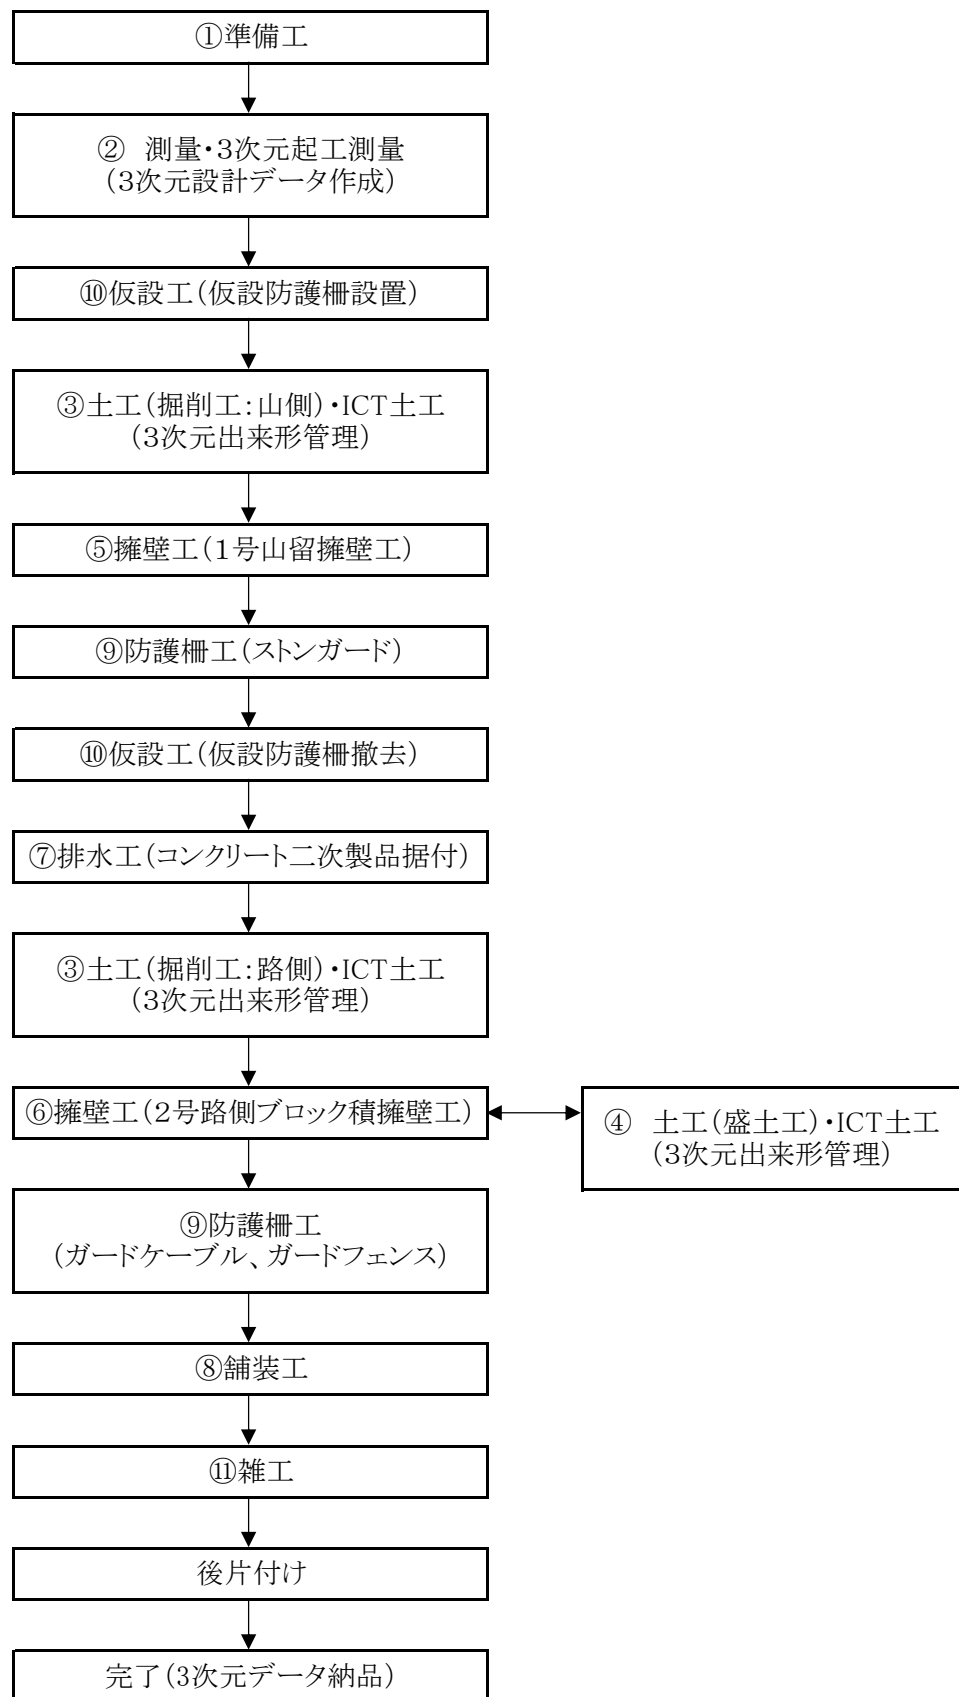 ①準備工
②　測量・3次元起工測量
（3次元設計データ作成）
⑩仮設工（仮設防護柵設置）
③土工（掘削工：山側）・ICT土工
（3次元出来形管理）
⑤擁壁工（１号山留擁壁工）
⑨防護柵工（ストンガード）
⑩仮設工（仮設防護柵撤去）
⑦排水工（コンクリート二次製品据付）
③土工（掘削工：路側）・ICT土工
（3次元出来形管理）
⑥擁壁工（２号路側ブロック積擁壁工）
④　土工（盛土工）・ICT土工
（３次元出来形管理）
⑨防護柵工
（ガードケーブル、ガードフェンス）
⑧舗装工
⑪雑工
後片付け
完了（3次元データ納品）